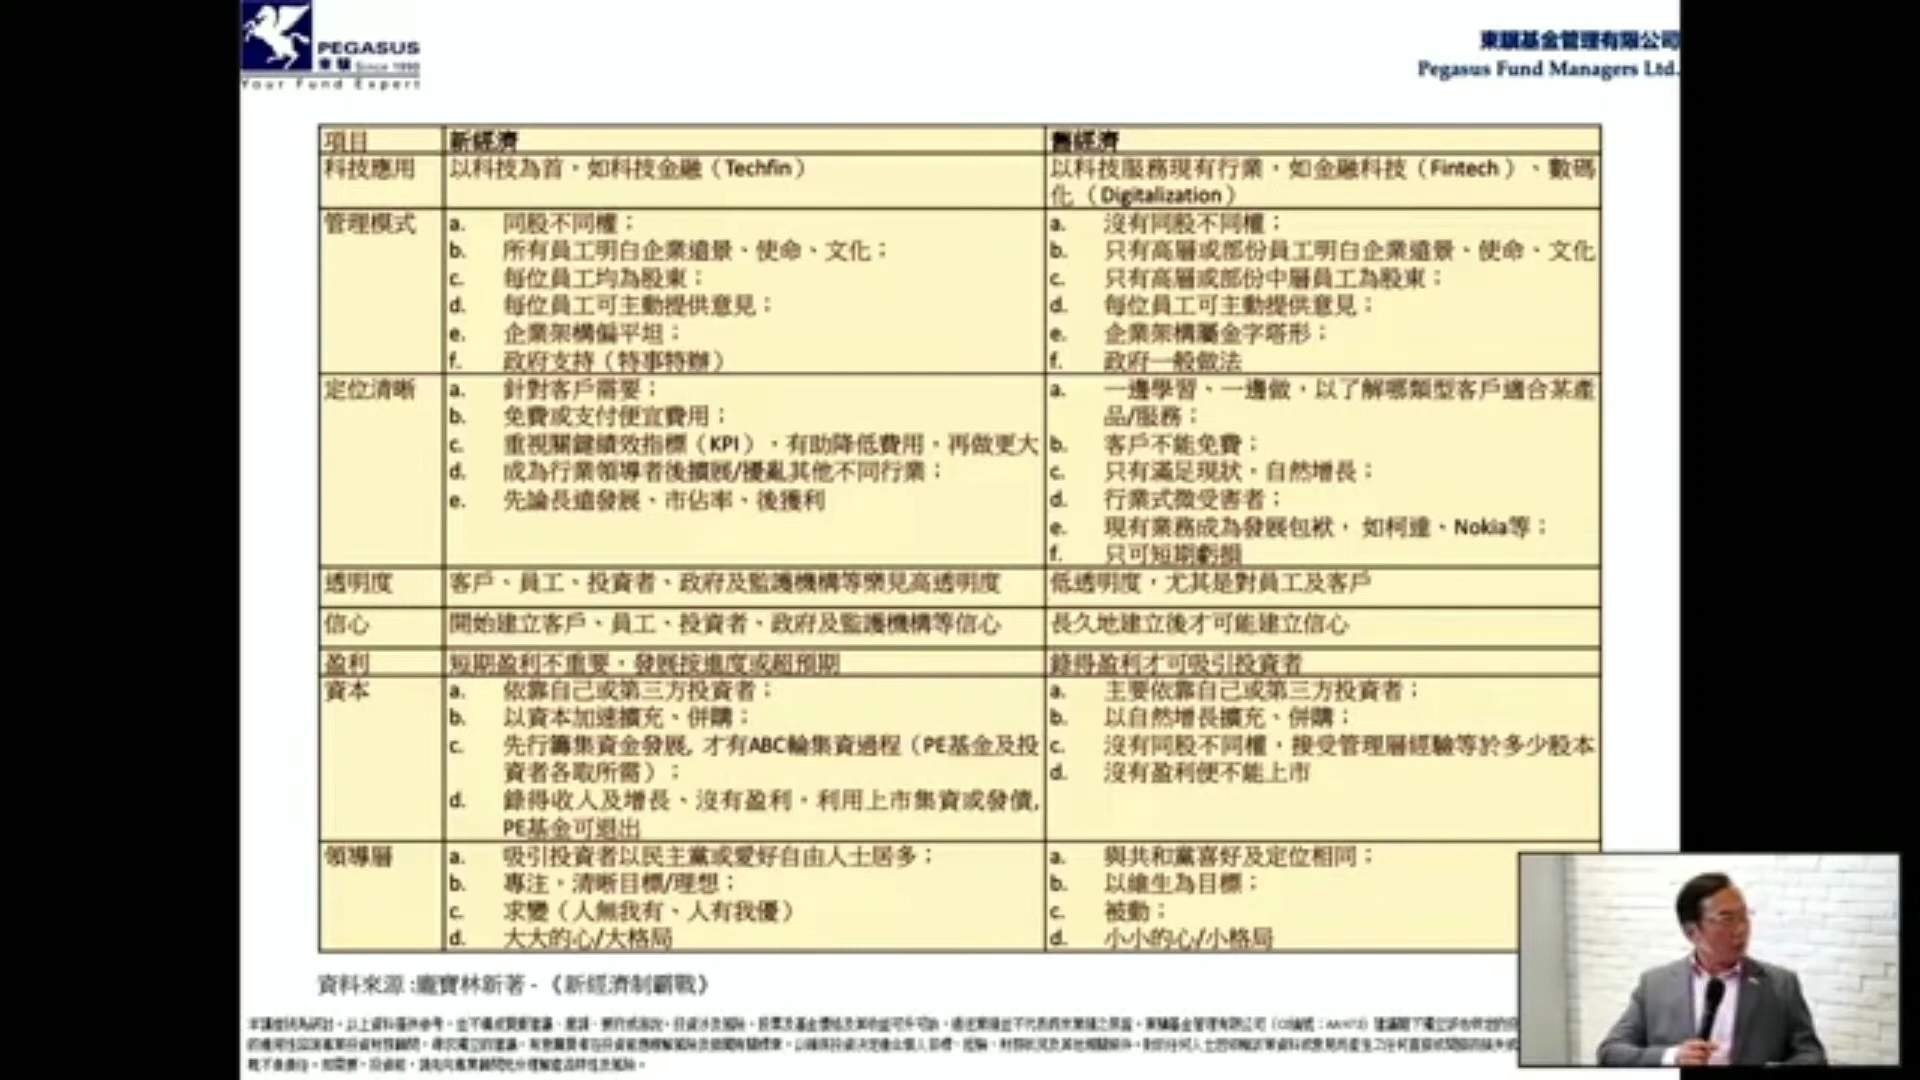 PEGASUS
東驥 Since 1990
Your Fund Expert
東驥基金管理有限公司
Pegasus Fund Managers Ltd.
項目 新經濟 舊經濟
科技應用 以科技為首，如科技金融（Techfin） 以科技服務現有行業，如金融科技（Fintech）、數碼
化（Digitalization）
管理模式 a. 同股不同權； a. 沒有同股不同權；
b. 所有員工明白企業遠景、使命、文化； b. 只有高層或部份員工明白企業遠景、使命、文化
c. 每位員工均為股東； c. 只有高層或部份中層員工為股東；
d. 每位員工可主動提供意見； d. 每位員工可主動提供意見；
e. 企業架構偏平坦； e. 企業架構屬金字塔形；
f. 政府支持（特事特辦） f. 政府一般做法
定位清晰 a. 針對客戶需要； a. 一邊學習、一邊做，以了解哪類型客戶適合某產
品/服務；
b. 免費或支付便宜費用； b. 客戶不能免費；
c. 重視關鍵績效指標（KPI），有助降低費用，再做更大 c. 只有滿足現狀，自然增長；
d. 成為行業領導者後擴展/擾亂其他不同行業； d. 行業式微受害者；
e. 先論長遠發展、市佔率、後獲利 e. 現有業務成為發展包袱， 如柯達、Nokia等；
f. 只可短期虧損
透明度 客戶、員工、投資者、政府及監護機構等樂見高透明度 低透明度，尤其是對員工及客戶
信心 開始建立客戶、員工、投資者、政府及監護機構等信心 長久地建立後才可能建立信心
盈利 短期盈利不重要，發展按進度或超預期 錄得盈利才可吸引投資者
資本 a. 依靠自己或第三方投資者； a. 主要依靠自己或第三方投資者；
b. 以資本加速擴充、併購； b. 以自然增長擴充、併購；
c. 先行籌集資金發展, 才有ABC輪集資過程（PE基金及投
資者各取所需）； c. 沒有同股不同權，接受管理層經驗等於多少股本
d. 錄得收入及增長、沒有盈利，利用上市集資或發債,
PE基金可退出 d. 沒有盈利便不能上市
領導層 a. 吸引投資者以民主黨或愛好自由人士居多； a. 與共和黨喜好及定位相同；
b. 專注，清晰目標/理想； b. 以維生為目標；
c. 求變（人無我有、人有我優） c. 被動；
d. 大大的心/大格局 d. 小小的心/小格局
資料來源 :龐寶林新著 - 《新經濟制霸戰》